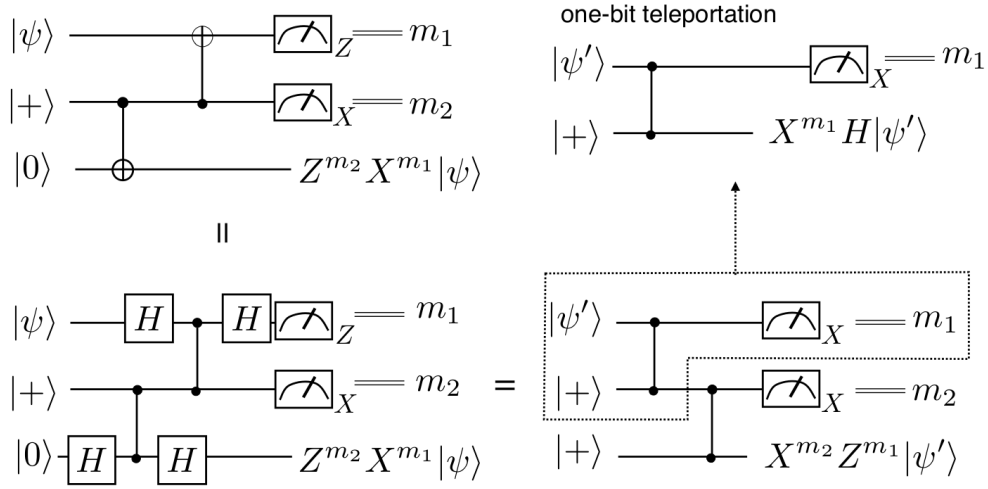 |ψ⟩ Z m₁
|+⟩ X m₂
|0⟩ Z^{m₂} X^{m₁} |ψ⟩
one-bit teleportation
|ψ′⟩ X m₁
|+⟩ X^{m₁} H|ψ′⟩
=
|ψ⟩ H H Z m₁
|+⟩ X m₂
|0⟩ H H Z^{m₂} X^{m₁} |ψ⟩
=
|ψ′⟩ X m₁
|+⟩ X m₂
|+⟩ X^{m₂} Z^{m₁} |ψ′⟩